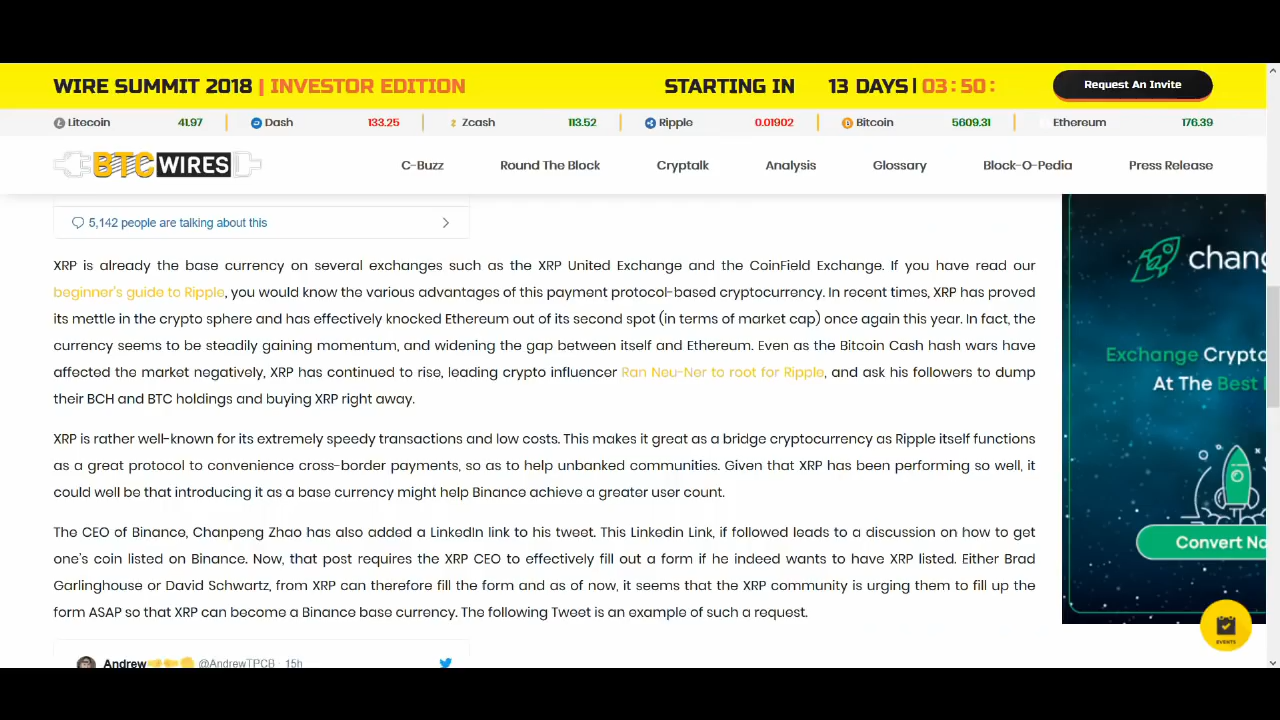 WIRE SUMMIT 2018 | INVESTOR EDITION STARTING IN 13 DAYS| 03 : 50 : Request An Invite
Litecoin 41.97 Dash 133.25 Zcash 113.52 Ripple 0.01902 Bitcoin 5609.31 Ethereum 176.39
BTC WIRES C-Buzz Round The Block Cryptalk Analysis Glossary Block-O-Pedia Press Release
5,142 people are talking about this
XRP is already the base currency on several exchanges such as the XRP United Exchange and the CoinField Exchange. If you have read our
beginner's guide to Ripple, you would know the various advantages of this payment protocol-based cryptocurrency. In recent times, XRP has proved
its mettle in the crypto sphere and has effectively knocked Ethereum out of its second spot (in terms of market cap) once again this year. In fact, the
currency seems to be steadily gaining momentum, and widening the gap between itself and Ethereum. Even as the Bitcoin Cash hash wars have
affected the market negatively, XRP has continued to rise, leading crypto influencer Ran Neu-Ner to root for Ripple, and ask his followers to dump
their BCH and BTC holdings and buying XRP right away.
XRP is rather well-known for its extremely speedy transactions and low costs. This makes it great as a bridge cryptocurrency as Ripple itself functions
as a great protocol to convenience cross-border payments, so as to help unbanked communities. Given that XRP has been performing so well, it
could well be that introducing it as a base currency might help Binance achieve a greater user count.
The CEO of Binance, Chanpeng Zhao has also added a LinkedIn link to his tweet. This Linkedin Link, if followed leads to a discussion on how to get
one's coin listed on Binance. Now, that post requires the XRP CEO to effectively fill out a form if he indeed wants to have XRP listed. Either Brad
Garlinghouse or David Schwartz, from XRP can therefore fill the form and as of now, it seems that the XRP community is urging them to fill up the
form ASAP so that XRP can become a Binance base currency. The following Tweet is an example of such a request.
Andrew @AndrewTPCB · 15h
chang
Exchange Crypto
At The Best
Convert No
EVENTS